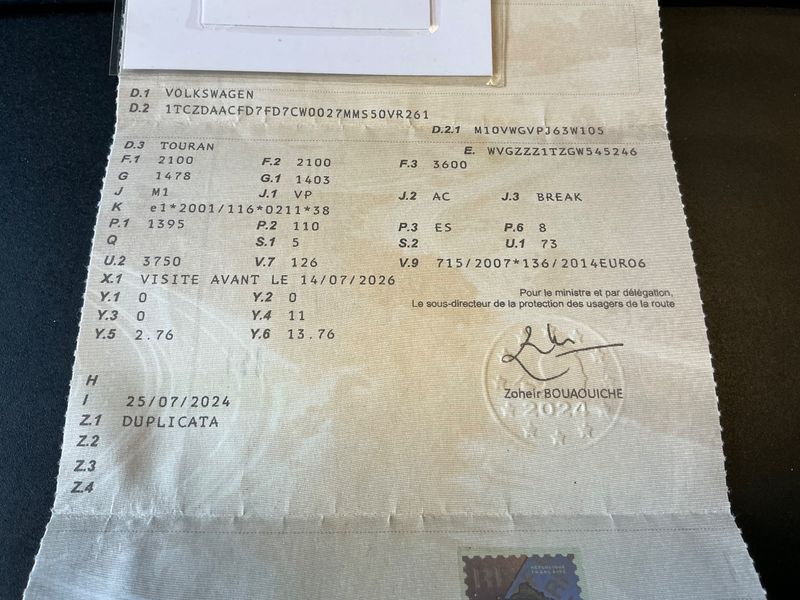 D.1 VOLKSWAGEN
D.2 1TCZDAACFD7FD7CW0027MMS50VR261
D.2.1 M10VWGVPJ63W105
D.3 TOURAN E. WVGZZZ1TZGW545246
F.1 2100 F.2 2100 F.3 3600
G 1478 G.1 1403
J M1 J.1 VP J.2 AC J.3 BREAK
K e1*2001/116*0211*38
P.1 1395 P.2 110 P.3 ES P.6 8
Q S.1 5 S.2 U.1 73
U.2 3750 V.7 126 V.9 715/2007*136/2014EURO6
X.1 VISITE AVANT LE 14/07/2026
Y.1 0 Y.2 0
Pour le ministre et par délégation,
Le sous-directeur de la protection des usagers de la route
Y.3 0 Y.4 11
Y.5 2.76 Y.6 13.76
H
I 25/07/2024
Zoheir BOUAOUICHE
2024
Z.1 DUPLICATA
Z.2
Z.3
Z.4
RÉPUBLIQUE
FRANÇAISE